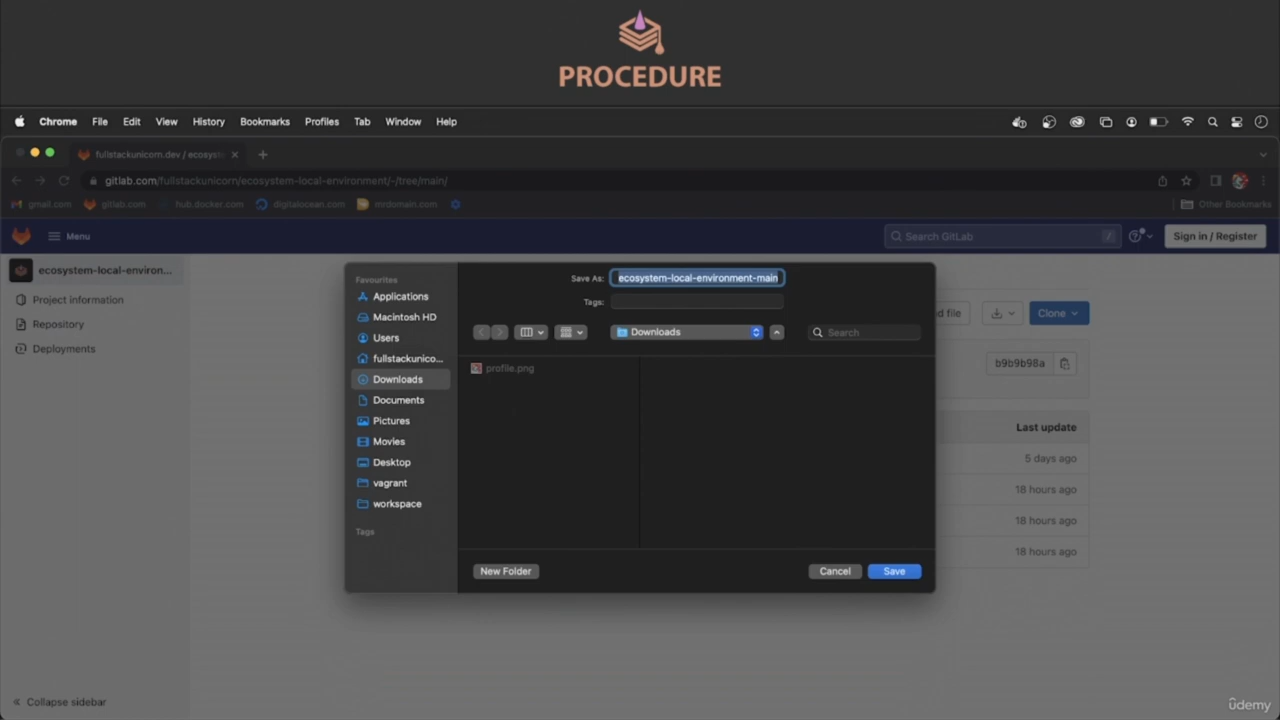 PROCEDURE
Chrome File Edit View History Bookmarks Profiles Tab Window Help
fullstackunicorn.dev / ecosyste
gitlab.com/fullstackunicorn/ecosystem-local-environment/-/tree/main/
gmail.com gitlab.com hub.docker.com digitalocean.com mrdomain.com Other Bookmarks
Menu Search GitLab / Sign in / Register
ecosystem-local-environ...
Project information
Repository
Deployments
Favourites
Applications
Macintosh HD
Users
fullstackunico...
Downloads
Documents
Pictures
Movies
Desktop
vagrant
workspace
Tags
Save As: ecosystem-local-environment-main
Tags:
Downloads Search
profile.png
New Folder Cancel Save
d file Clone
b9b9b98a
Last update
5 days ago
18 hours ago
18 hours ago
18 hours ago
Collapse sidebar
ûdemy